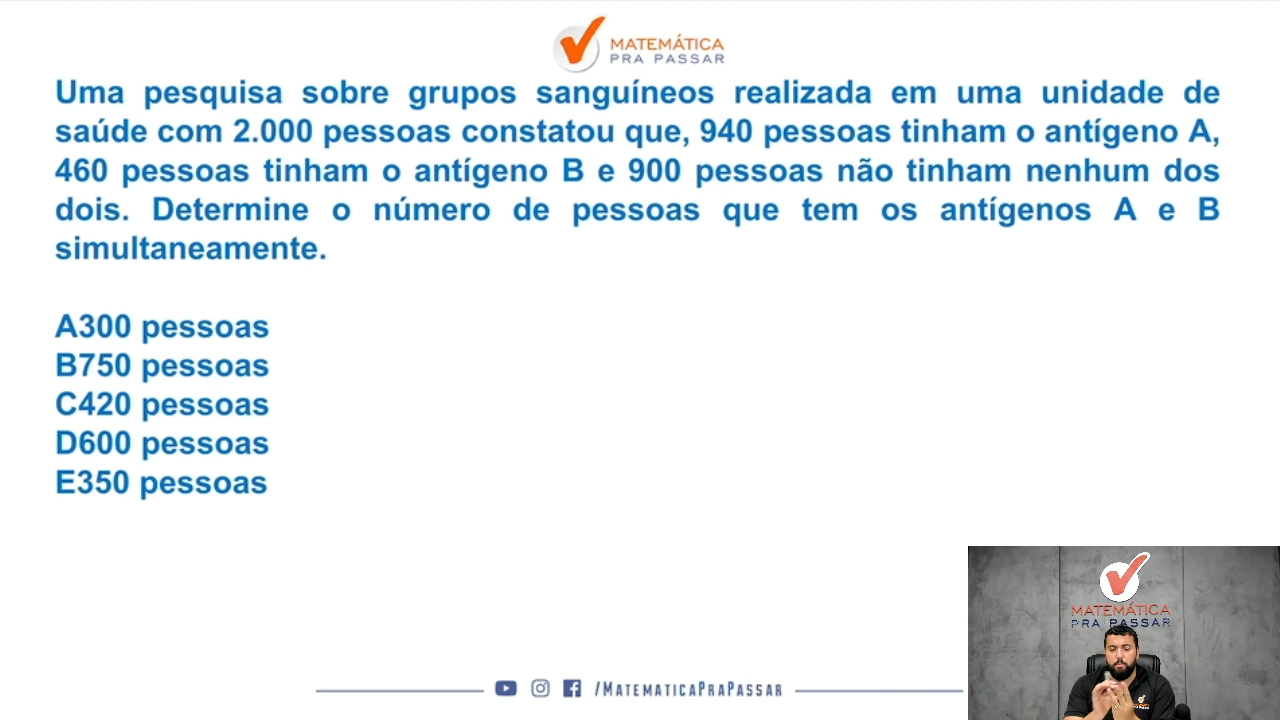 MATEMÁTICA
PRA PASSAR
Uma pesquisa sobre grupos sanguíneos realizada em uma unidade de
saúde com 2.000 pessoas constatou que, 940 pessoas tinham o antígeno A,
460 pessoas tinham o antígeno B e 900 pessoas não tinham nenhum dos
dois. Determine o número de pessoas que tem os antígenos A e B
simultaneamente.
A300 pessoas
B750 pessoas
C420 pessoas
D600 pessoas
E350 pessoas
MATEMÁTICA
PRA PASSAR
/MATEMATICAPRAPASSAR